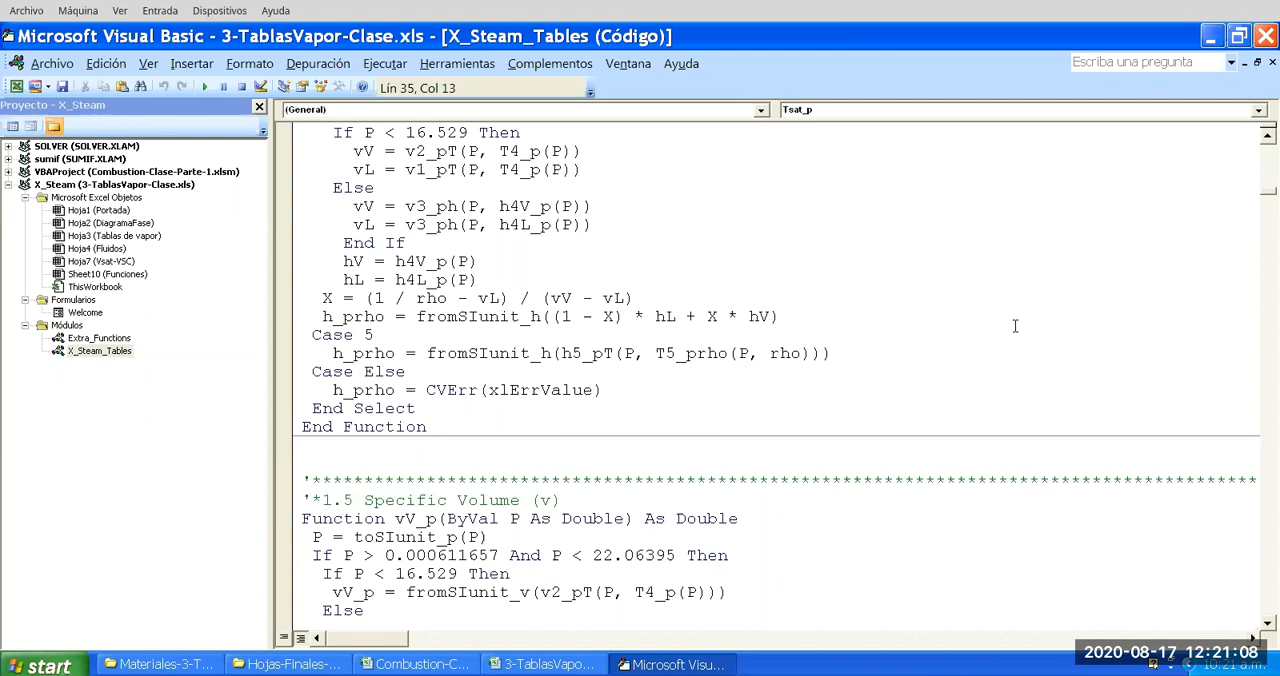 Archivo Máquina Ver Entrada Dispositivos Ayuda
Microsoft Visual Basic - 3-TablasVapor-Clase.xls - [X_Steam_Tables (Código)]
Archivo Edición Ver Insertar Formato Depuración Ejecutar Herramientas Complementos Ventana Ayuda
Escriba una pregunta
Lín 35, Col 13
Proyecto - X_Steam
SOLVER (SOLVER.XLAM)
sumif (SUMIF.XLAM)
VBAProject (Combustion-Clase-Parte-1.xlsm)
X_Steam (3-TablasVapor-Clase.xls)
Microsoft Excel Objetos
Hoja1 (Portada)
Hoja2 (DiagramaFase)
Hoja3 (Tablas de vapor)
Hoja4 (Fluidos)
Hoja7 (Vsat-VSC)
Sheet10 (Funciones)
ThisWorkbook
Formularios
Welcome
Módulos
Extra_Functions
X_Steam_Tables
(General)
Tsat_p
If P < 16.529 Then
vV = v2_pT(P, T4_p(P))
vL = v1_pT(P, T4_p(P))
Else
vV = v3_ph(P, h4V_p(P))
vL = v3_ph(P, h4L_p(P))
End If
hV = h4V_p(P)
hL = h4L_p(P)
X = (1 / rho - vL) / (vV - vL)
h_prho = fromSIunit_h((1 - X) * hL + X * hV)
Case 5
h_prho = fromSIunit_h(h5_pT(P, T5_prho(P, rho)))
Case Else
h_prho = CVErr(xlErrValue)
End Select
End Function
'*******************************************************************************************
'*1.5 Specific Volume (v)
Function vV_p(ByVal P As Double) As Double
P = toSIunit_p(P)
If P > 0.000611657 And P < 22.06395 Then
If P < 16.529 Then
vV_p = fromSIunit_v(v2_pT(P, T4_p(P)))
Else
start
Materiales-3-T...
Hojas-Finales-...
Combustion-C...
3-TablasVapo...
Microsoft Visu...
2020-08-17 12:21:08
10:21 a.m.